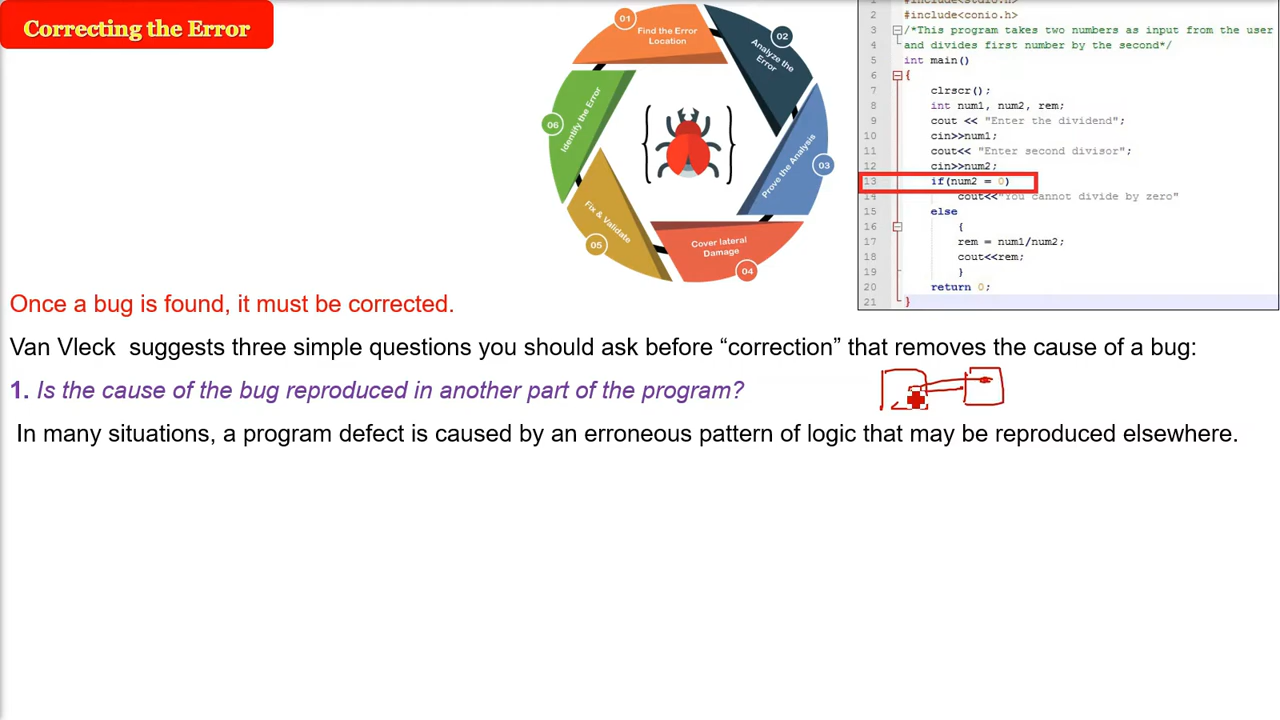 Correcting the Error
01
Find the Error
Location
02
Analyze the
Error
03
Prove the Analysis
Cover lateral
Damage
04
05
Fix & Validate
06
Identify the Error
1 #include<stdio.h>
2 #include<conio.h>
3 /*This program takes two numbers as input from the user
4 and divides first number by the second*/
5 int main()
6 {
7 clrscr();
8 int num1, num2, rem;
9 cout << "Enter the dividend";
10 cin>>num1;
11 cout<< "Enter second divisor";
12 cin>>num2;
13 if(num2 = 0)
14 cout<<"You cannot divide by zero"
15 else
16 {
17 rem = num1/num2;
18 cout<<rem;
19 }
20 return 0;
21 }
Once a bug is found, it must be corrected.
Van Vleck suggests three simple questions you should ask before “correction” that removes the cause of a bug:
1. Is the cause of the bug reproduced in another part of the program?
In many situations, a program defect is caused by an erroneous pattern of logic that may be reproduced elsewhere.